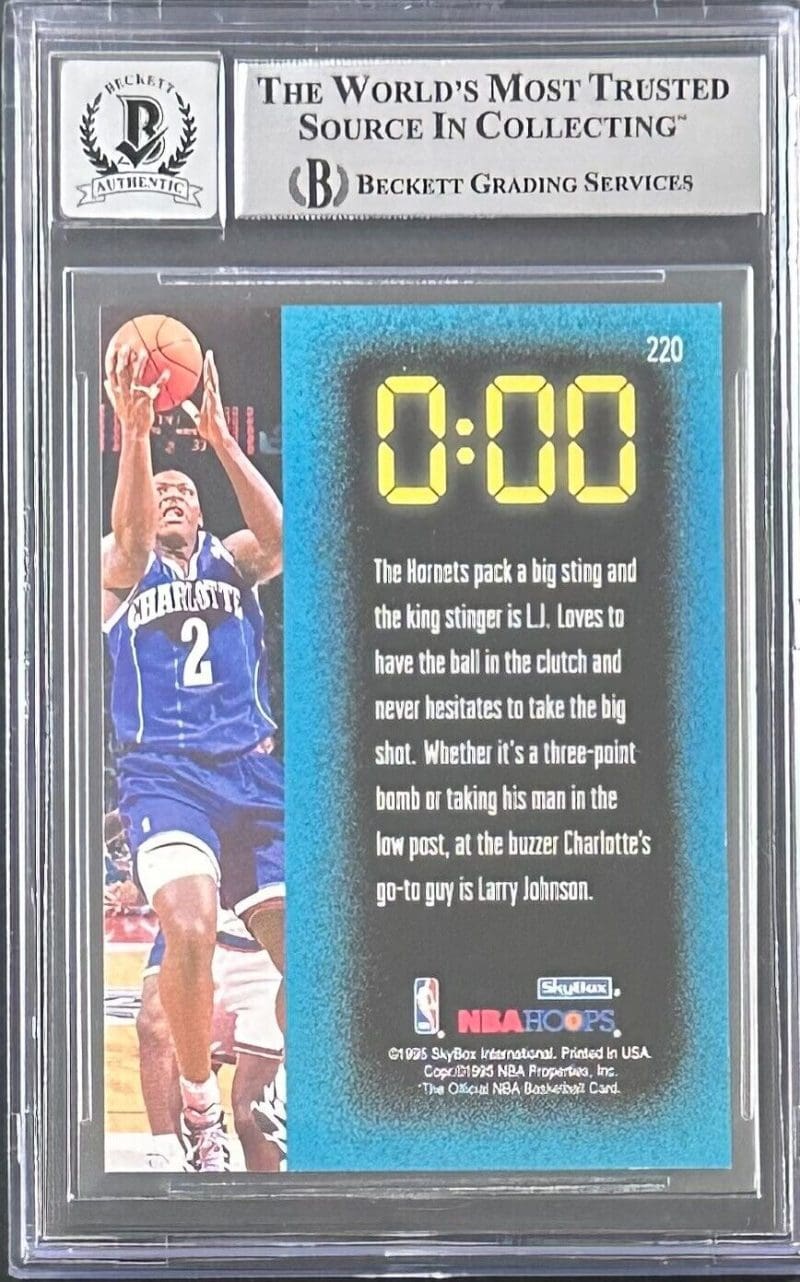 BECKETT
B
AUTHENTIC
THE WORLD'S MOST TRUSTED
SOURCE IN COLLECTING™
(B) BECKETT GRADING SERVICES
220
0:00
The Hornets pack a big sting and
the king stinger is L.J. Loves to
have the ball in the clutch and
never hesitates to take the big
shot. Whether it's a three-point
bomb or taking his man in the
low post, at the buzzer Charlotte's
go-to guy is Larry Johnson.
CHARLOTTE
2
SkyBox.
NBA HOOPS.
©1995 SkyBox International. Printed in USA.
Copr.©1995 NBA Properties, Inc.
"The Official NBA Basketball Card.